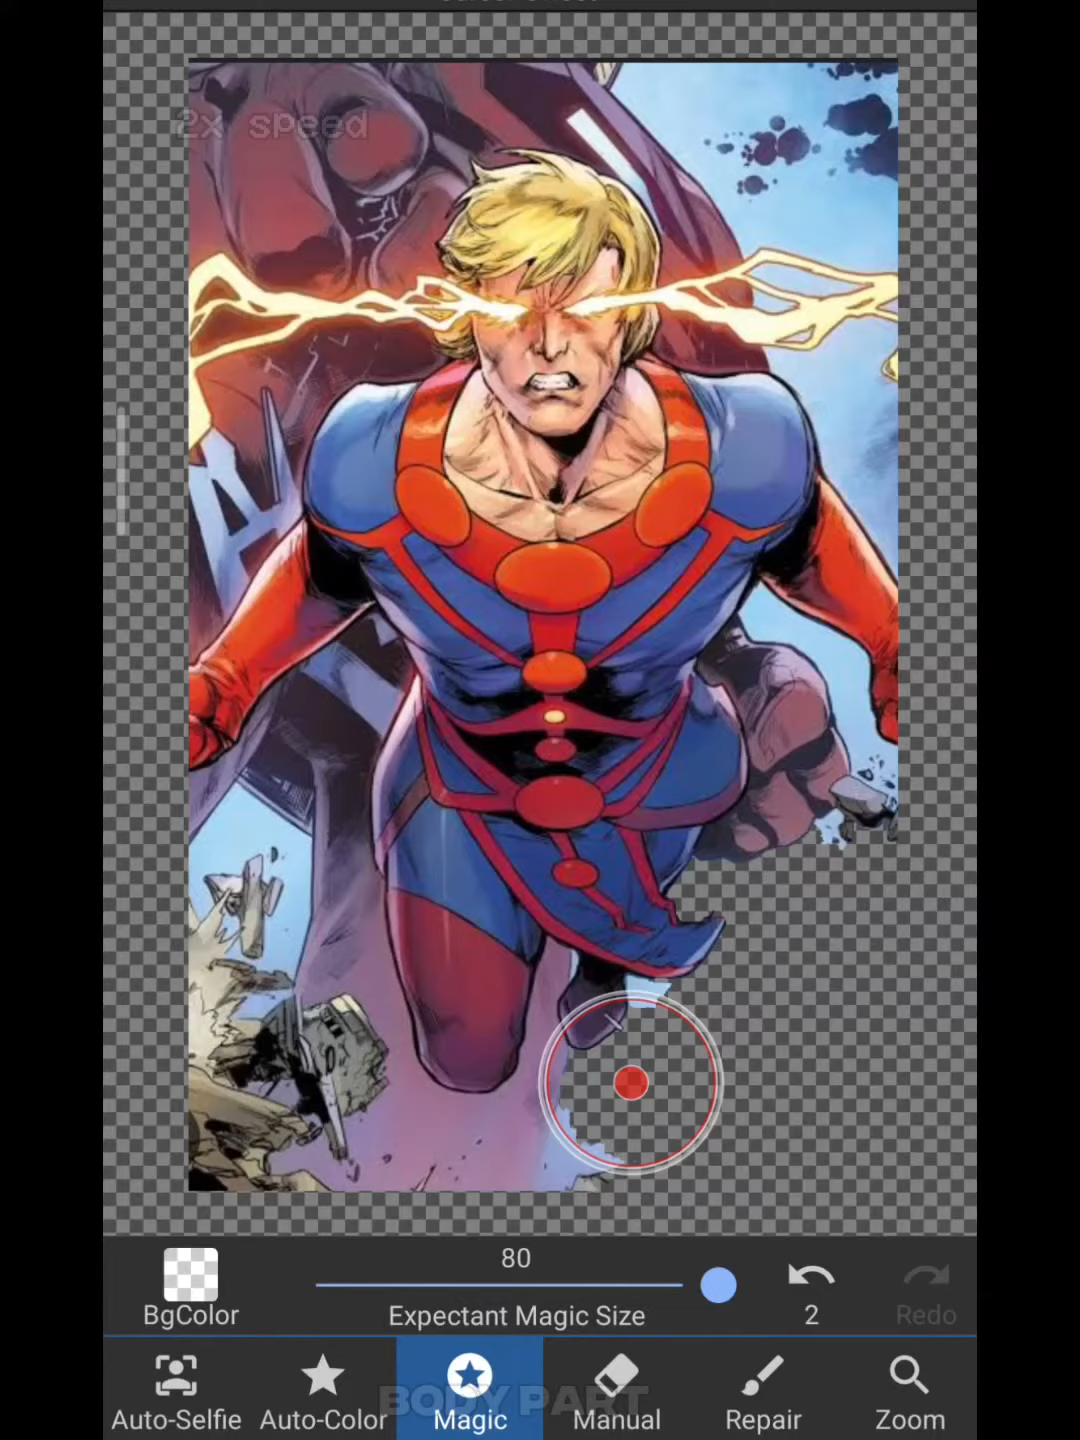 2x speed
80
BgColor
Expectant Magic Size
2
Redo
BODY PART
Auto-Selfie
Auto-Color
Magic
Manual
Repair
Zoom